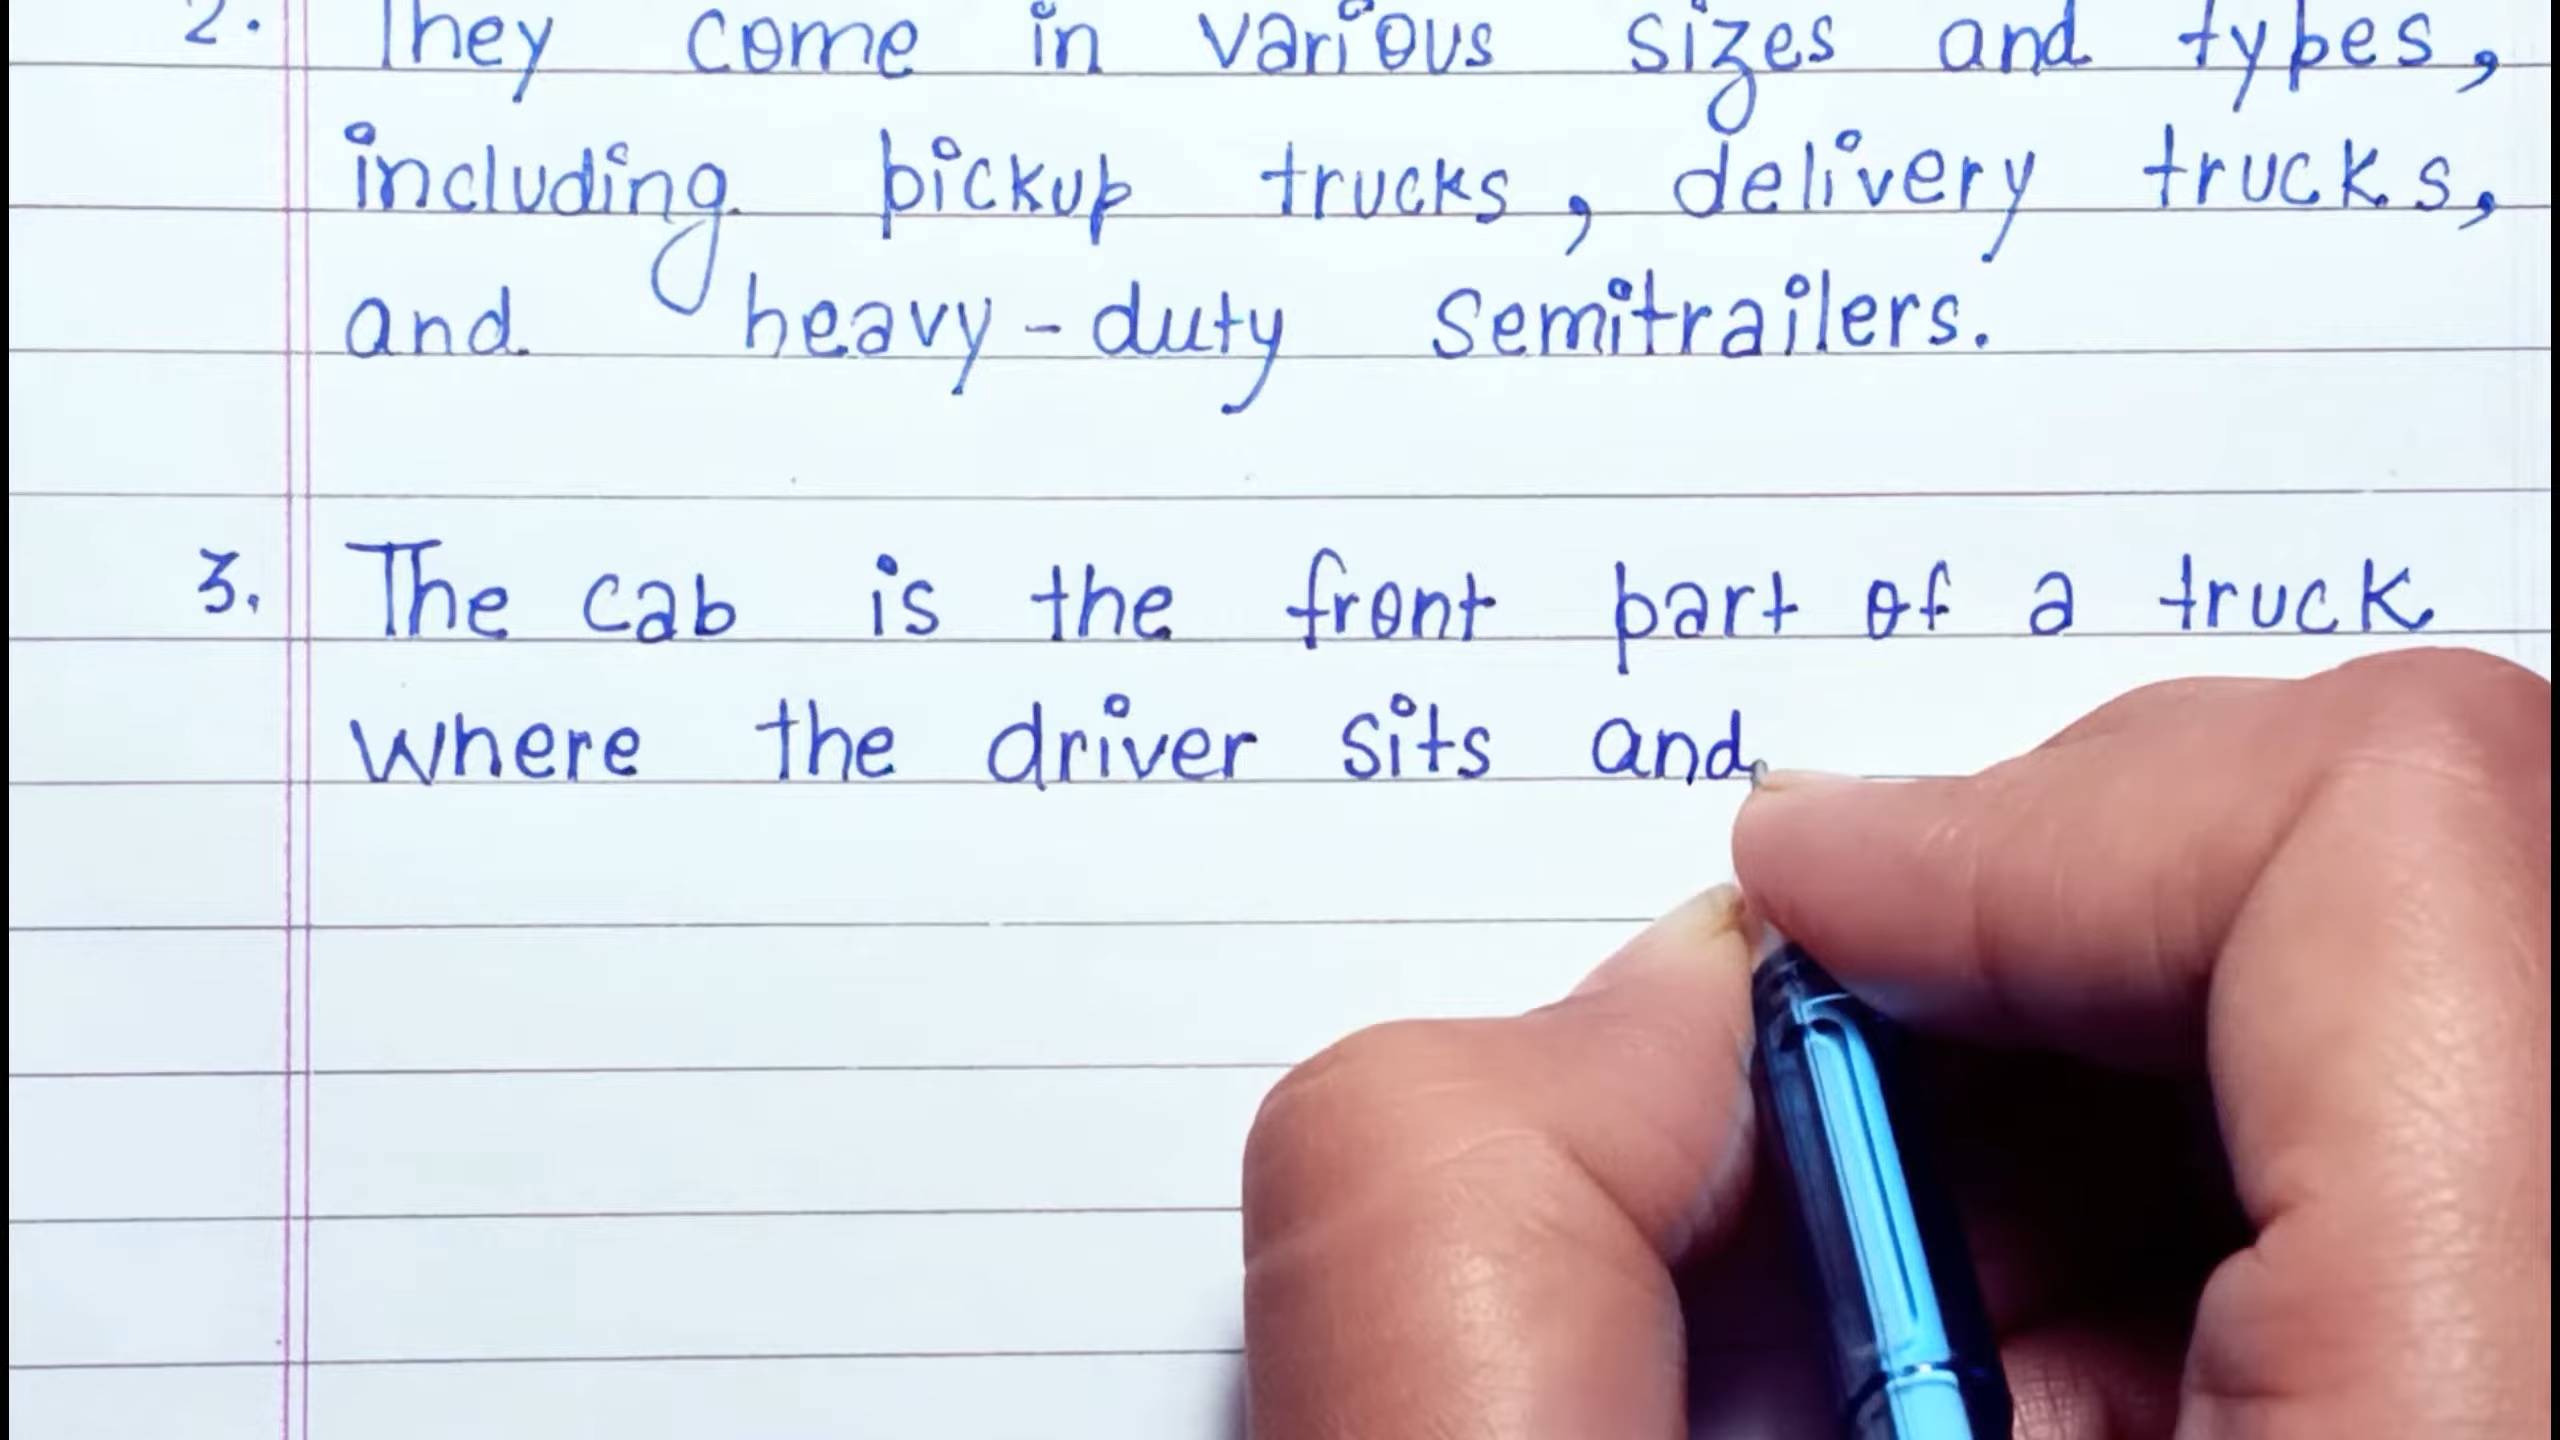 2. They come in various sizes and types,
including pickup trucks, delivery trucks,
and heavy-duty semitrailers.
3. The cab is the front part of a truck
where the driver sits and